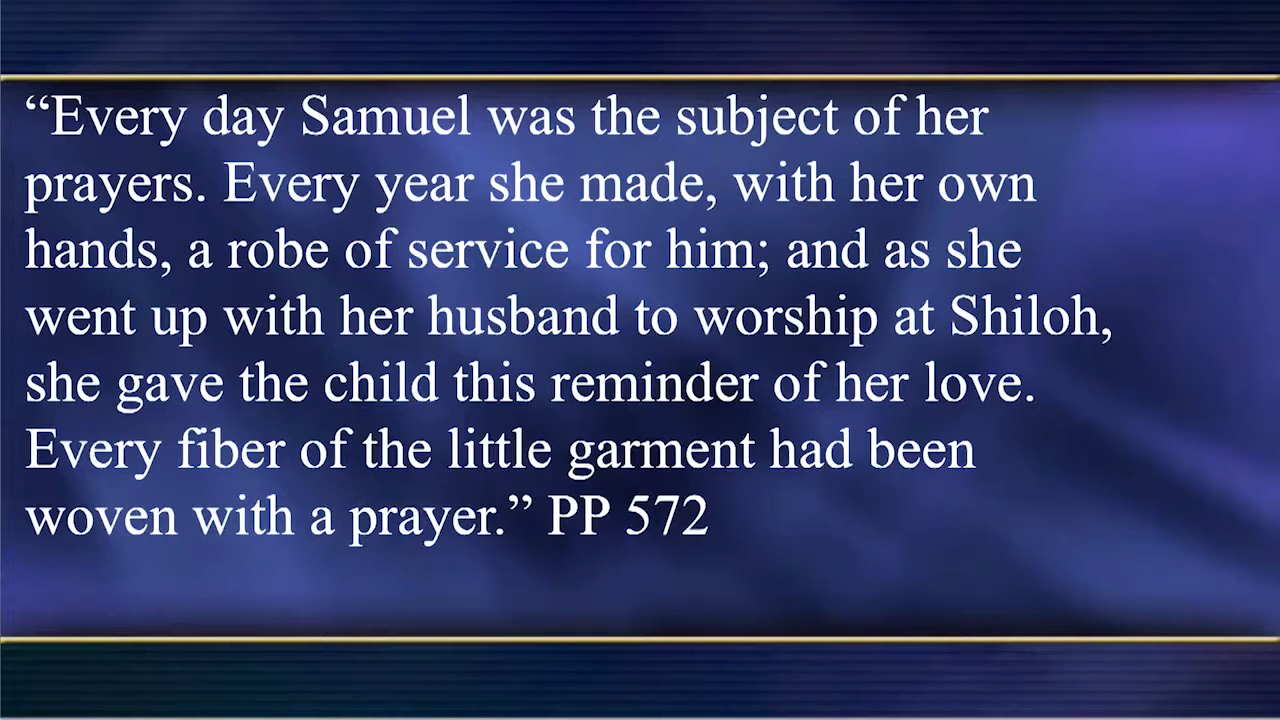 “Every day Samuel was the subject of her
prayers. Every year she made, with her own
hands, a robe of service for him; and as she
went up with her husband to worship at Shiloh,
she gave the child this reminder of her love.
Every fiber of the little garment had been
woven with a prayer.” PP 572